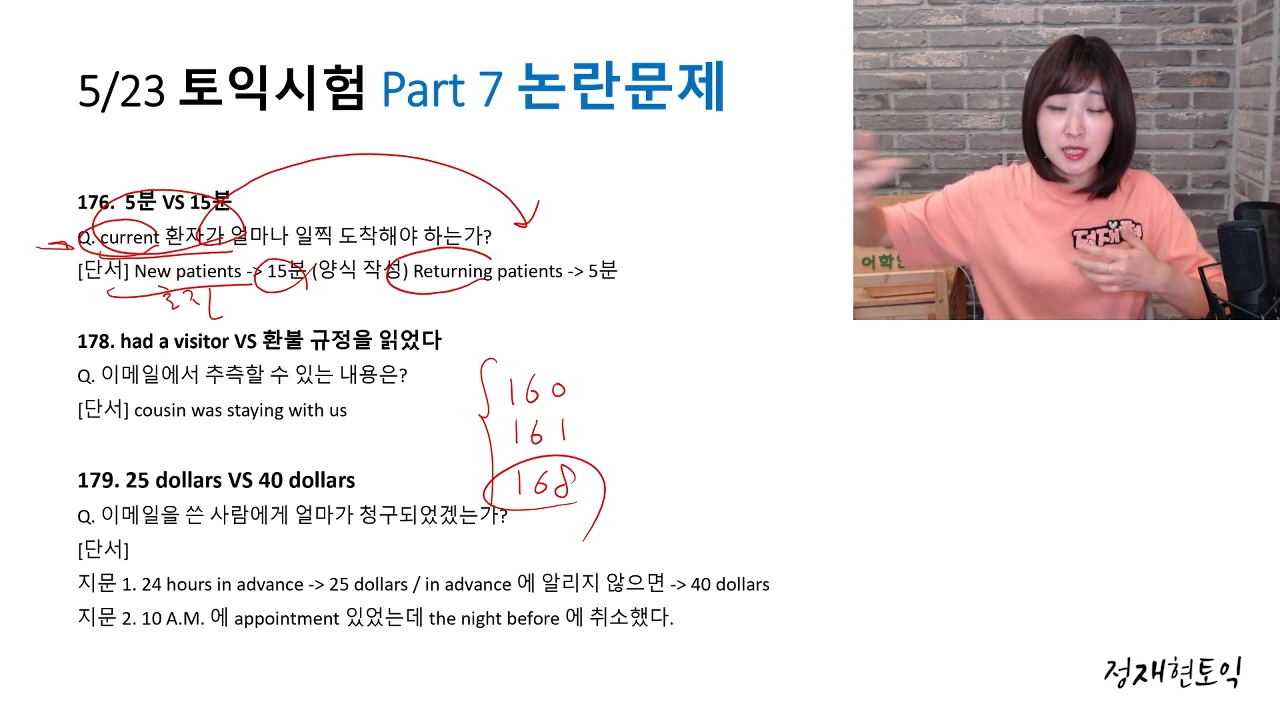 5/23 토익시험 Part 7 논란문제
176. 5분 VS 15분
Q. current 환자가 얼마나 일찍 도착해야 하는가?
[단서] New patients -> 15분 (양식 작성) Returning patients -> 5분
초진
178. had a visitor VS 환불 규정을 읽었다
Q. 이메일에서 추측할 수 있는 내용은?
[단서] cousin was staying with us
160
161
168
179. 25 dollars VS 40 dollars
Q. 이메일을 쓴 사람에게 얼마가 청구되었겠는가?
[단서]
지문 1. 24 hours in advance -> 25 dollars / in advance 에 알리지 않으면 -> 40 dollars
지문 2. 10 A.M. 에 appointment 있었는데 the night before 에 취소했다.
정재현
어학원
정재현토익